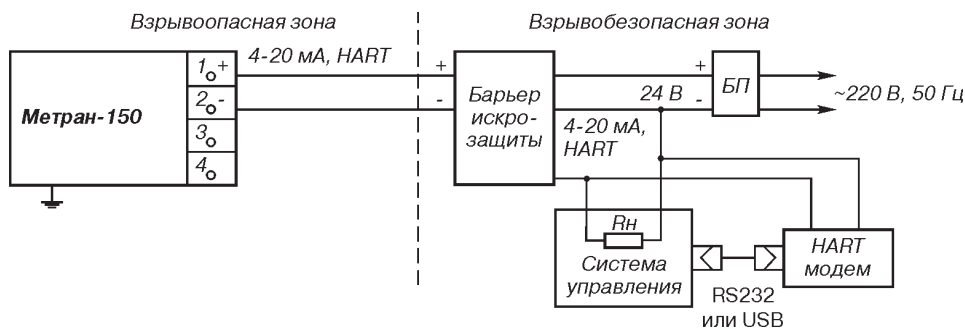 Взрывоопасная зона
Взрывобезопасная зона
Метран-150
1 +
2 -
3
4
4-20 мА, HART
+
-
Барьер
искро-
защиты
+
24 В -
БП
~220 В, 50 Гц
4-20 мА,
HART
Rн
Система
управления
HART
модем
RS232
или USB